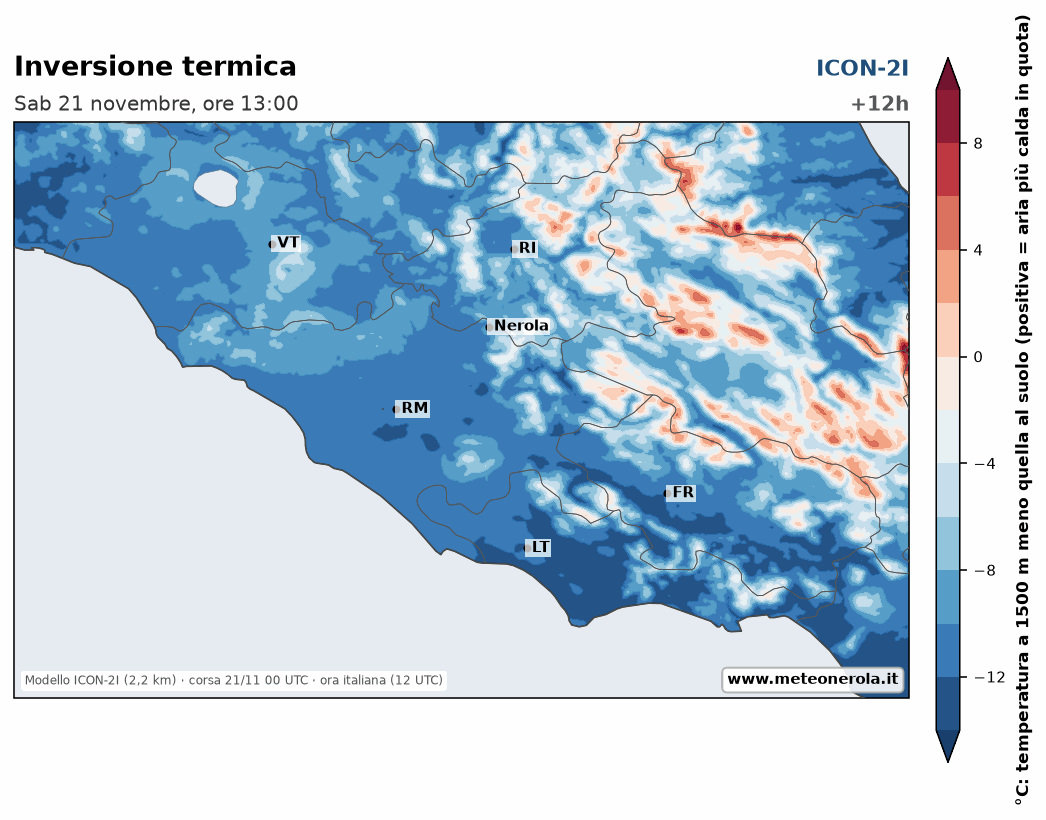 Inversione termica
ICON-2I
Sab 21 novembre, ore 13:00
+12h
VT
RI
Nerola
RM
FR
LT
Modello ICON-2I (2,2 km) · corsa 21/11 00 UTC · ora italiana (12 UTC)
www.meteonerola.it
8
4
0
−4
−8
−12
°C: temperatura a 1500 m meno quella al suolo (positiva = aria più calda in quota)